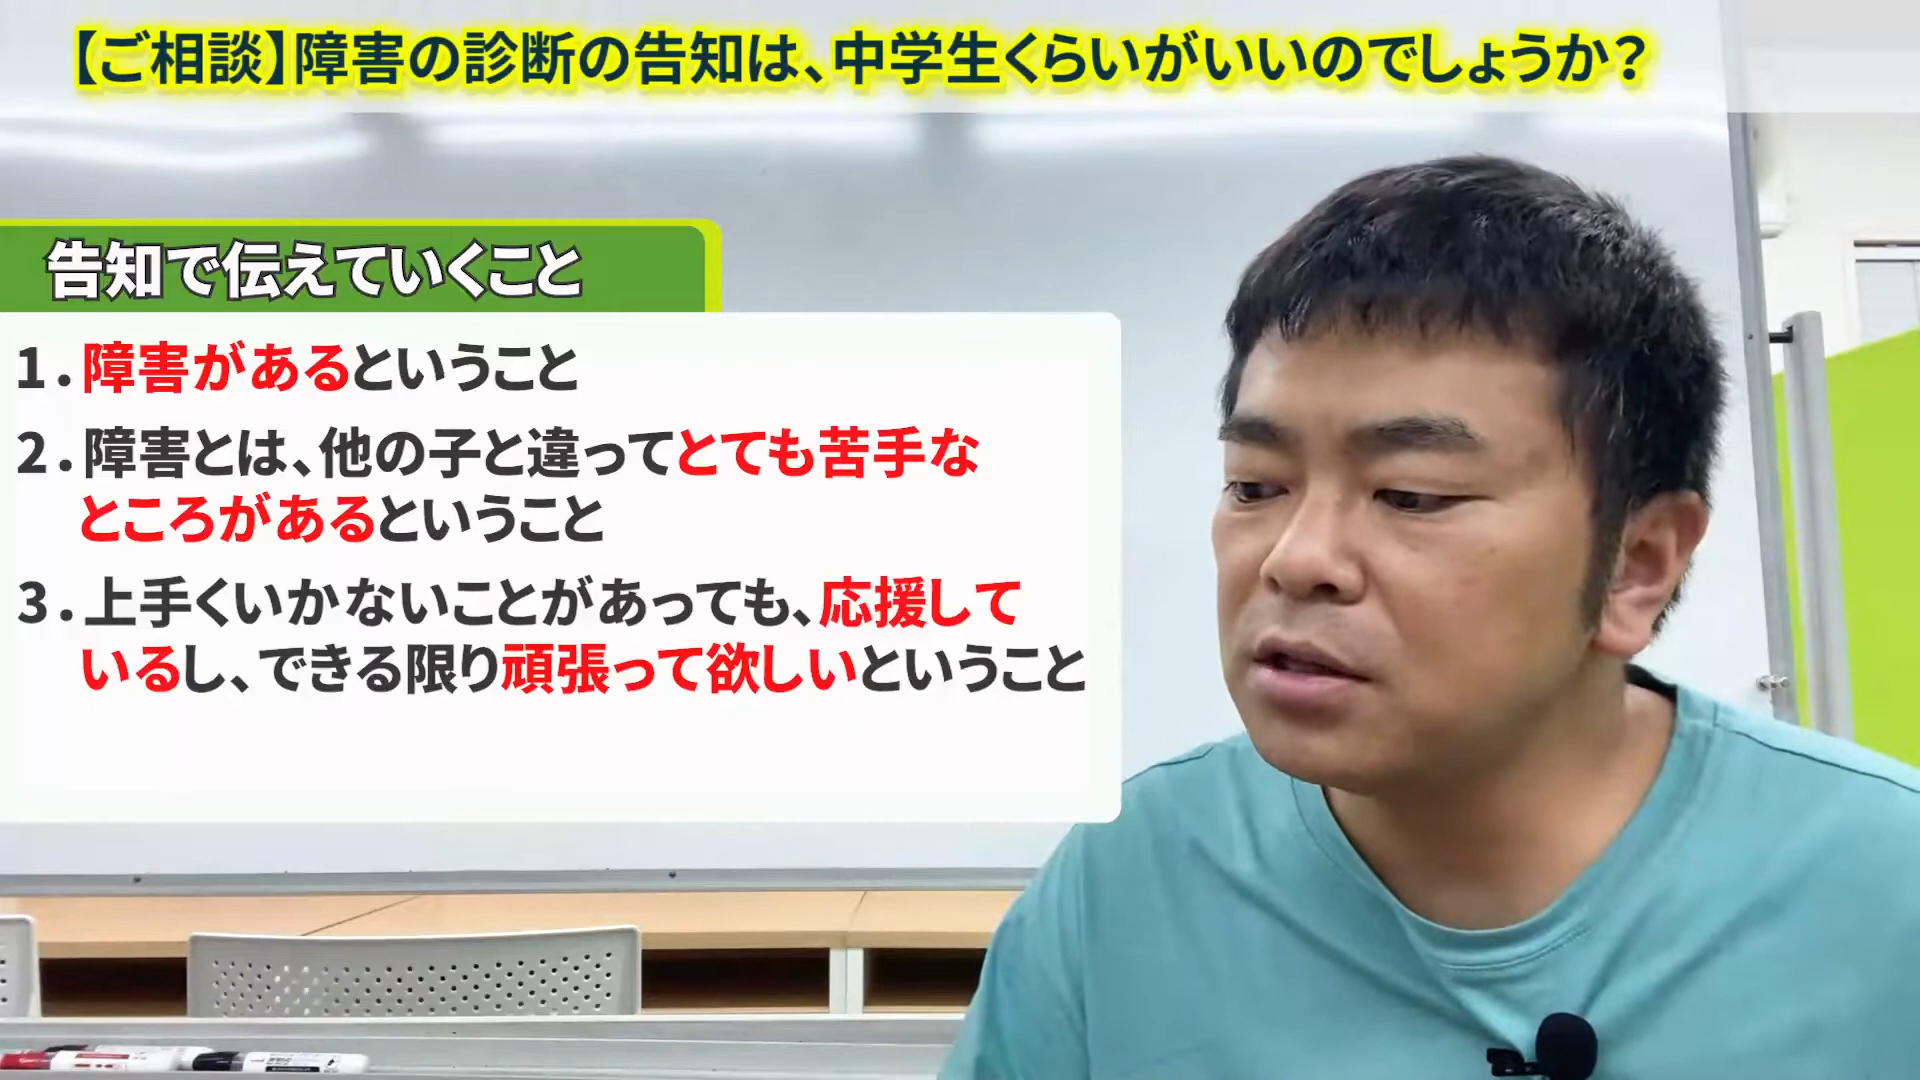 【ご相談】障害の診断の告知は、中学生くらいがいいのでしょうか？
告知で伝えていくこと
1．障害があるということ
2．障害とは、他の子と違ってとても苦手な
ところがあるということ
3．上手くいかないことがあっても、応援して
いるし、できる限り頑張って欲しいということ